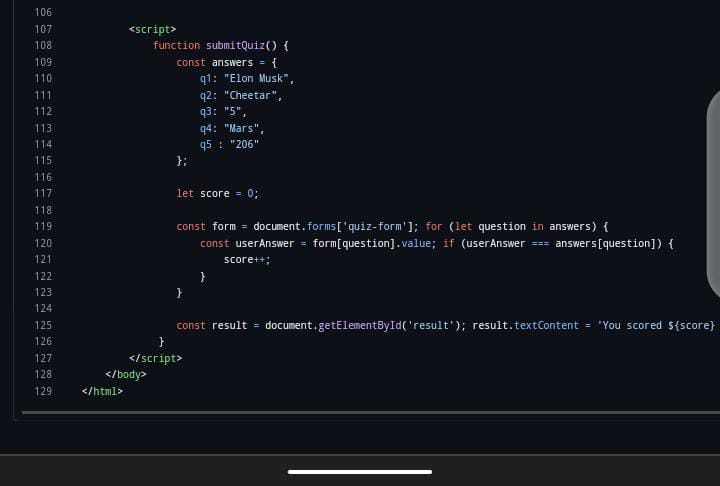 106
107 <script>
108 function submitQuiz() {
109 const answers = {
110 q1: "Elon Musk",
111 q2: "Cheetar",
112 q3: "5",
113 q4: "Mars",
114 q5 : "206"
115 };
116
117 let score = 0;
118
119 const form = document.forms['quiz-form']; for (let question in answers) {
120 const userAnswer = form[question].value; if (userAnswer === answers[question]) {
121 score++;
122 }
123 }
124
125 const result = document.getElementById('result'); result.textContent = 'You scored ${score}
126 }
127 </script>
128 </body>
129 </html>